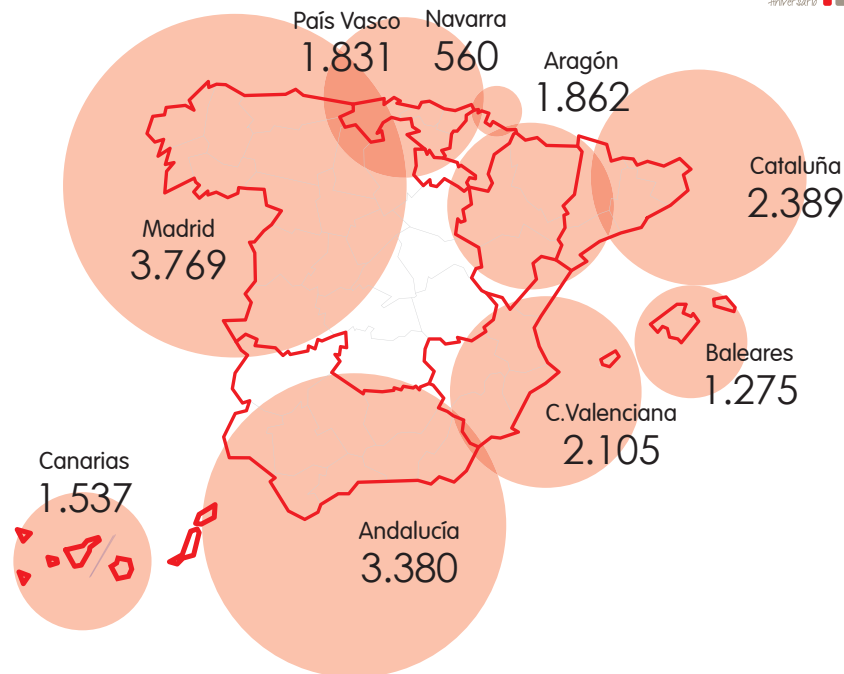 aniversario
País Vasco
1.831
Navarra
560
Aragón
1.862
Cataluña
2.389
Madrid
3.769
Baleares
1.275
C.Valenciana
2.105
Canarias
1.537
Andalucía
3.380